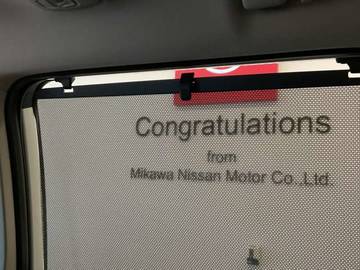 Congratulations
from
Mikawa Nissan Motor Co.,Ltd.